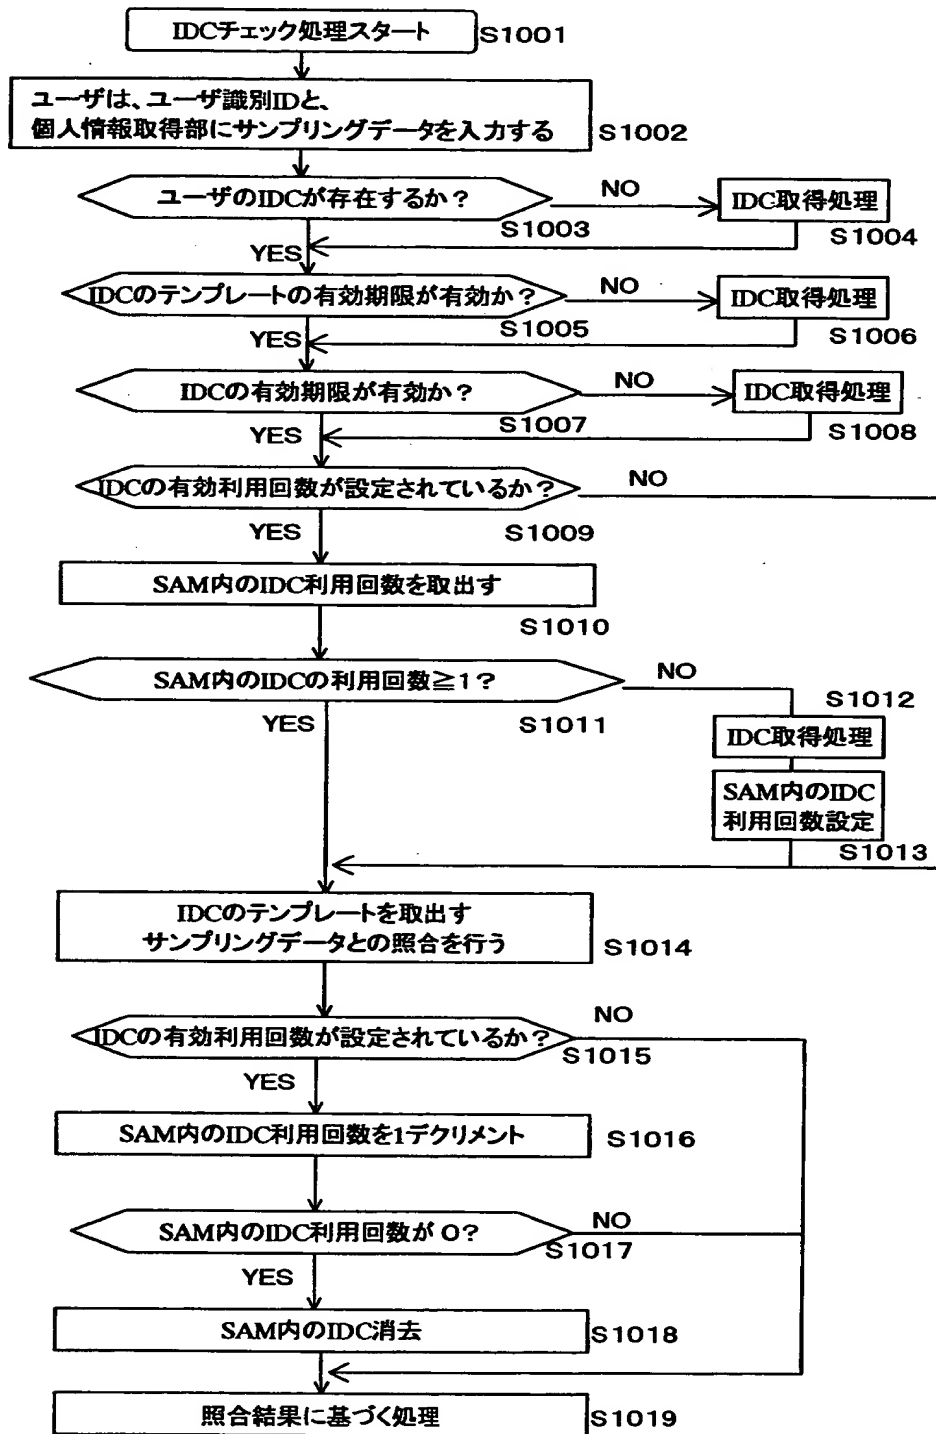 IDCチェック処理スタート
S1001
ユーザは、ユーザ識別IDと、
個人情報取得部にサンプリングデータを入力する
S1002
ユーザのIDCが存在するか？
NO
IDC取得処理
S1003
S1004
YES
IDCのテンプレートの有効期限が有効か？
NO
IDC取得処理
S1005
S1006
YES
IDCの有効期限が有効か？
NO
IDC取得処理
S1007
S1008
YES
IDCの有効利用回数が設定されているか？
NO
YES
S1009
SAM内のIDC利用回数を取出す
S1010
SAM内のIDCの利用回数≧1？
NO
YES
S1011
S1012
IDC取得処理
SAM内のIDC
利用回数設定
S1013
IDCのテンプレートを取出す
サンプリングデータとの照合を行う
S1014
IDCの有効利用回数が設定されているか？
NO
S1015
YES
SAM内のIDC利用回数を1デクリメント
S1016
SAM内のIDC利用回数が 0？
NO
S1017
YES
SAM内のIDC消去
S1018
照合結果に基づく処理
S1019